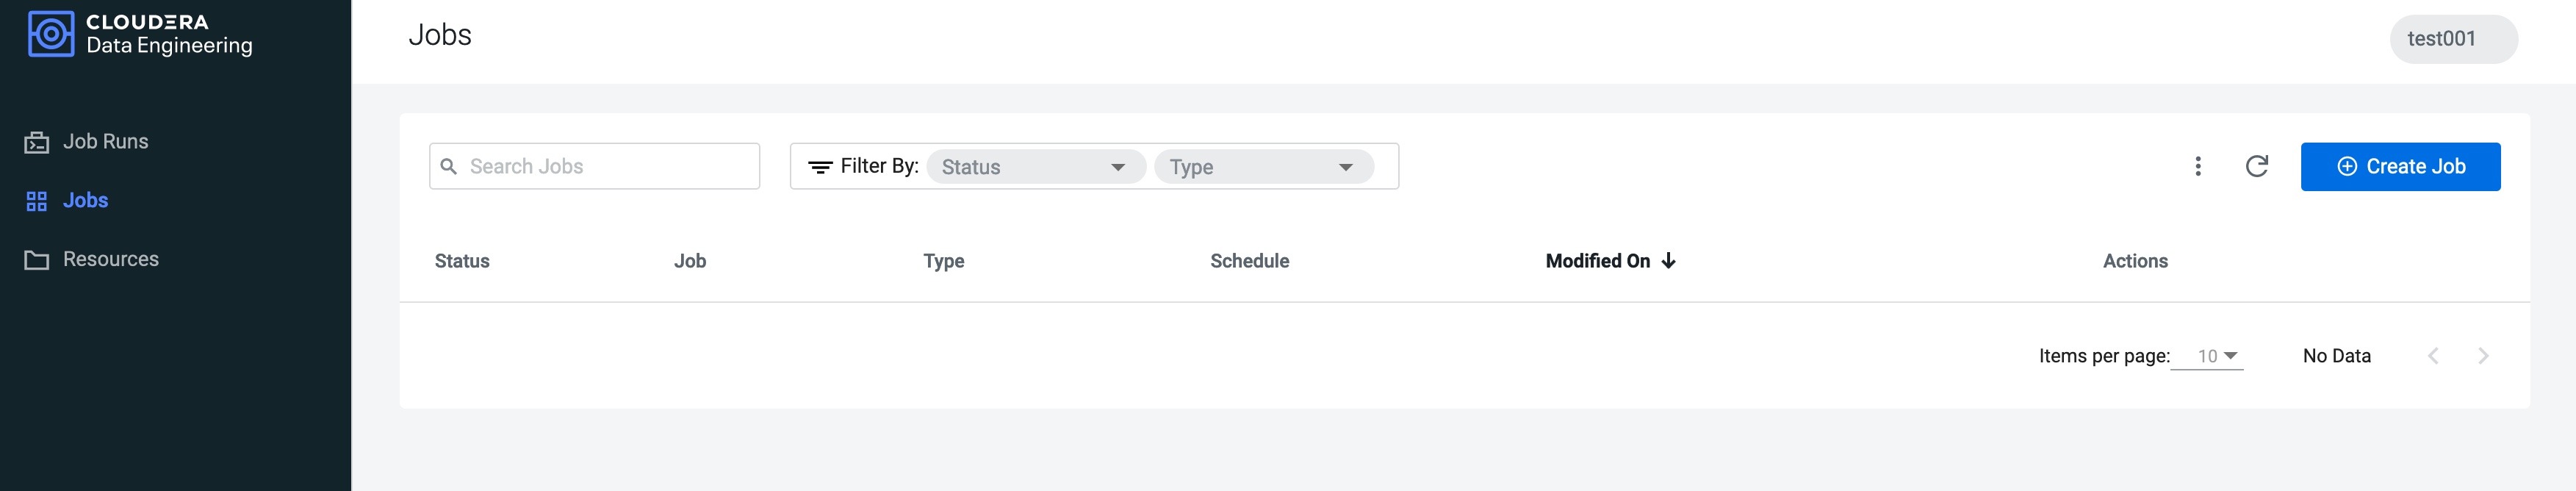 CLOUDERA
Data Engineering
Job Runs
Jobs
Resources
Jobs
test001
Search Jobs
Filter By: Status Type
Create Job
Status Job Type Schedule Modified On Actions
Items per page: 10 No Data